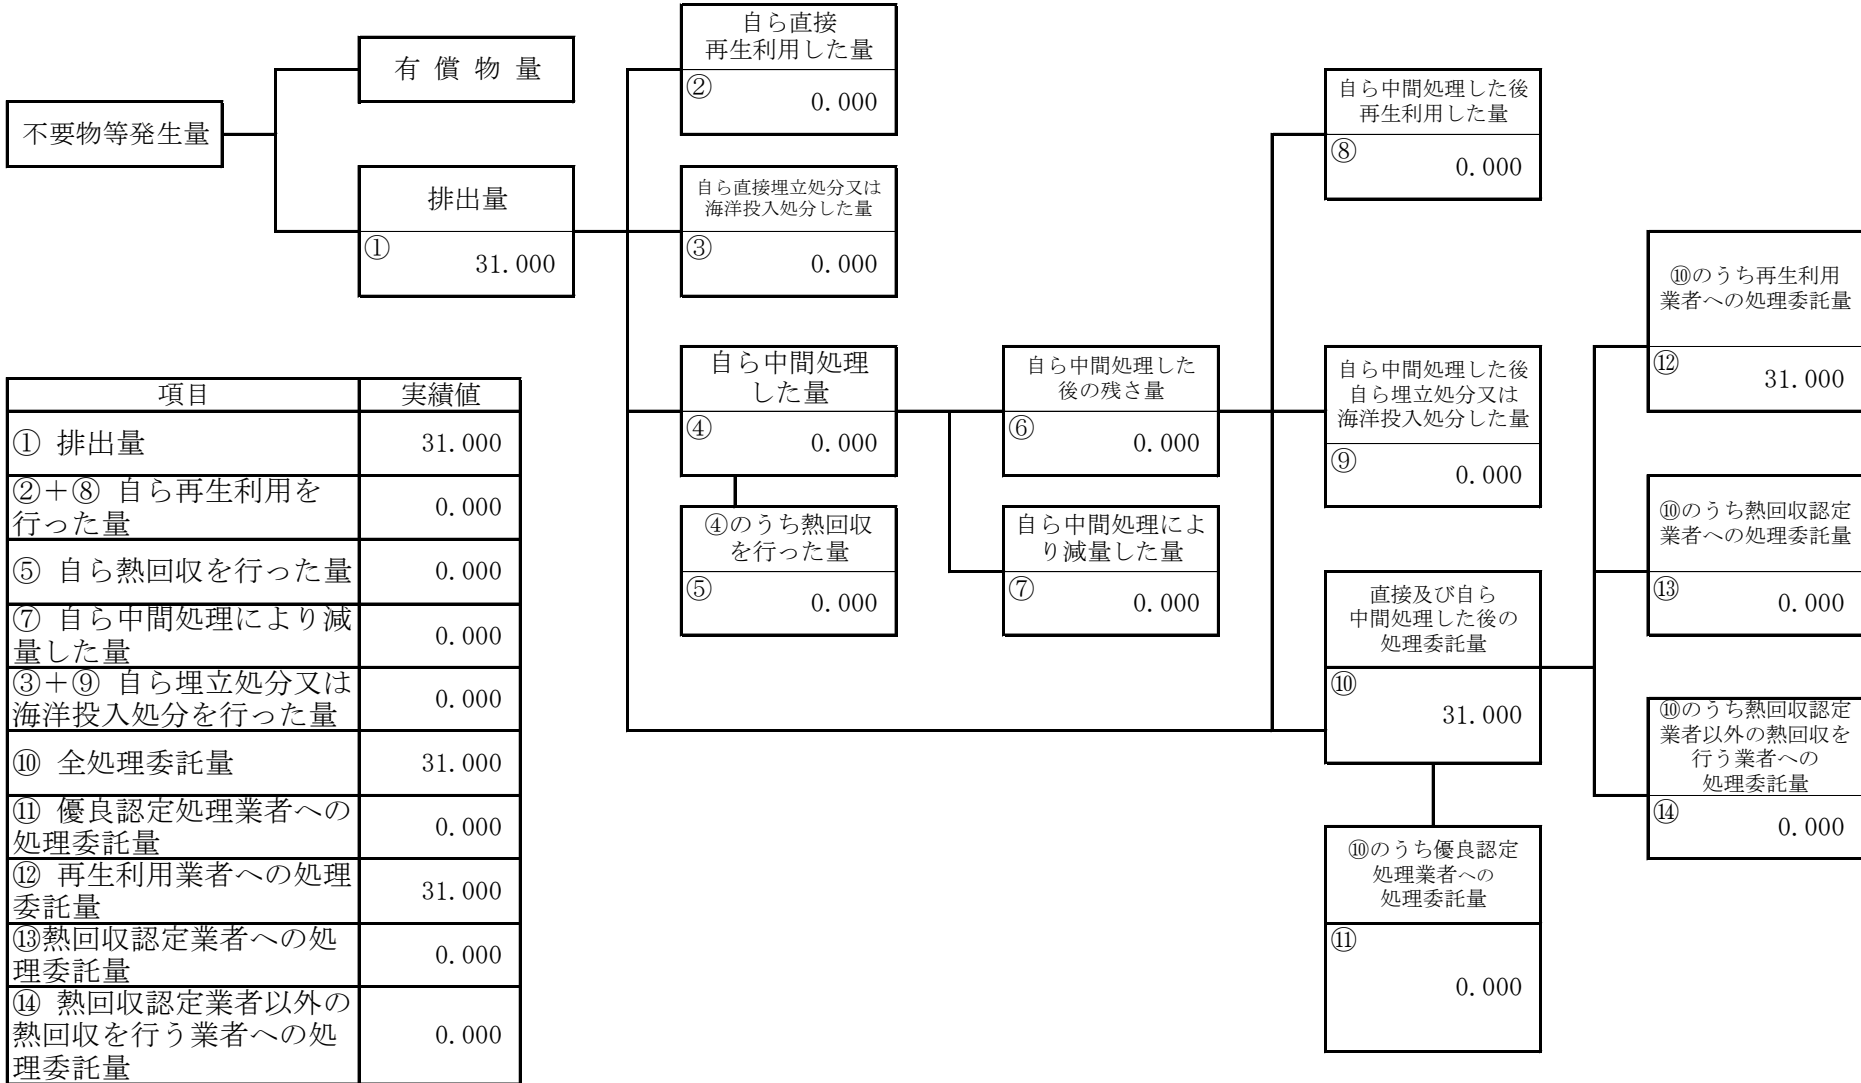 不要物等発生量
有 償 物 量
排出量
①
31.000
自ら直接
再生利用した量
②
0.000
自ら直接埋立処分又は
海洋投入処分した量
③
0.000
自ら中間処理
した量
④
0.000
④のうち熱回収
を行った量
⑤
0.000
自ら中間処理した
後の残さ量
⑥
0.000
自ら中間処理によ
り減量した量
⑦
0.000
自ら中間処理した後
再生利用した量
⑧
0.000
自ら中間処理した後
自ら埋立処分又は
海洋投入処分した量
⑨
0.000
直接及び自ら
中間処理した後の
処理委託量
⑩
31.000
⑩のうち優良認定
処理業者への
処理委託量
⑪
0.000
⑩のうち再生利用
業者への処理委託量
⑫
31.000
⑩のうち熱回収認定
業者への処理委託量
⑬
0.000
⑩のうち熱回収認定
業者以外の熱回収を
行う業者への
処理委託量
⑭
0.000
項目 実績値
① 排出量 31.000
②＋⑧ 自ら再生利用を
行った量 0.000
⑤ 自ら熱回収を行った量 0.000
⑦ 自ら中間処理により減
量した量 0.000
③＋⑨ 自ら埋立処分又は
海洋投入処分を行った量 0.000
⑩ 全処理委託量 31.000
⑪ 優良認定処理業者への
処理委託量 0.000
⑫ 再生利用業者への処理
委託量 31.000
⑬熱回収認定業者への処
理委託量 0.000
⑭ 熱回収認定業者以外の
熱回収を行う業者への処
理委託量 0.000